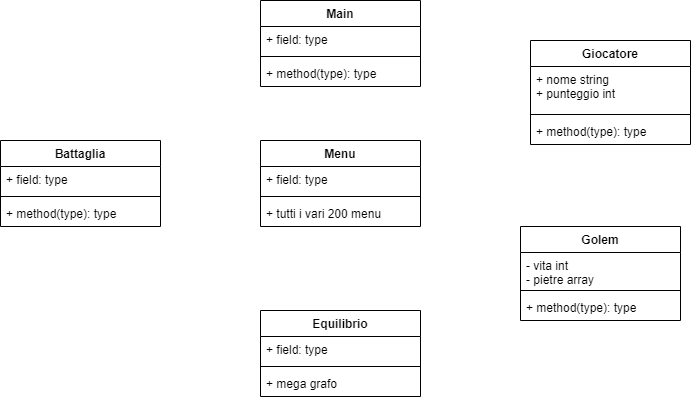 Main
+ field: type
+ method(type): type
Giocatore
+ nome string
+ punteggio int
+ method(type): type
Battaglia
+ field: type
+ method(type): type
Menu
+ field: type
+ tutti i vari 200 menu
Golem
- vita int
- pietre array
+ method(type): type
Equilibrio
+ field: type
+ mega grafo